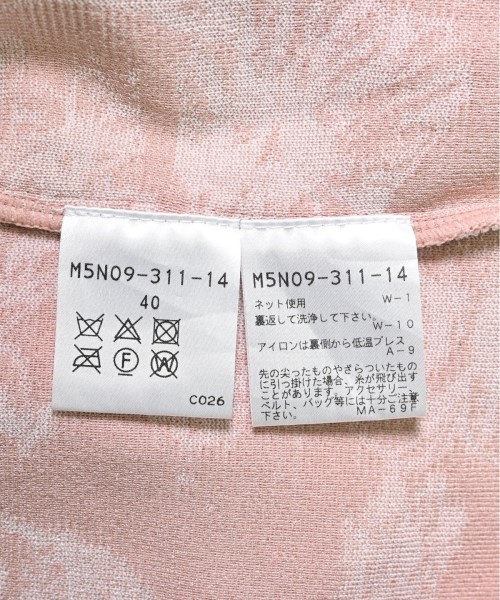 M5N09-311-14
40
F
W
C026
M5N09-311-14
ネット使用 W-1
裏返して洗浄して下さい。
W-10
アイロンは裏側から低温プレス
A-9
先の尖ったものやざらついたもの
に引っ掛けた場合、糸が飛び出す
ことがあります。アクセサリー、
ベルト、バッグ等には十分ご注意
下さい。 MA-69F